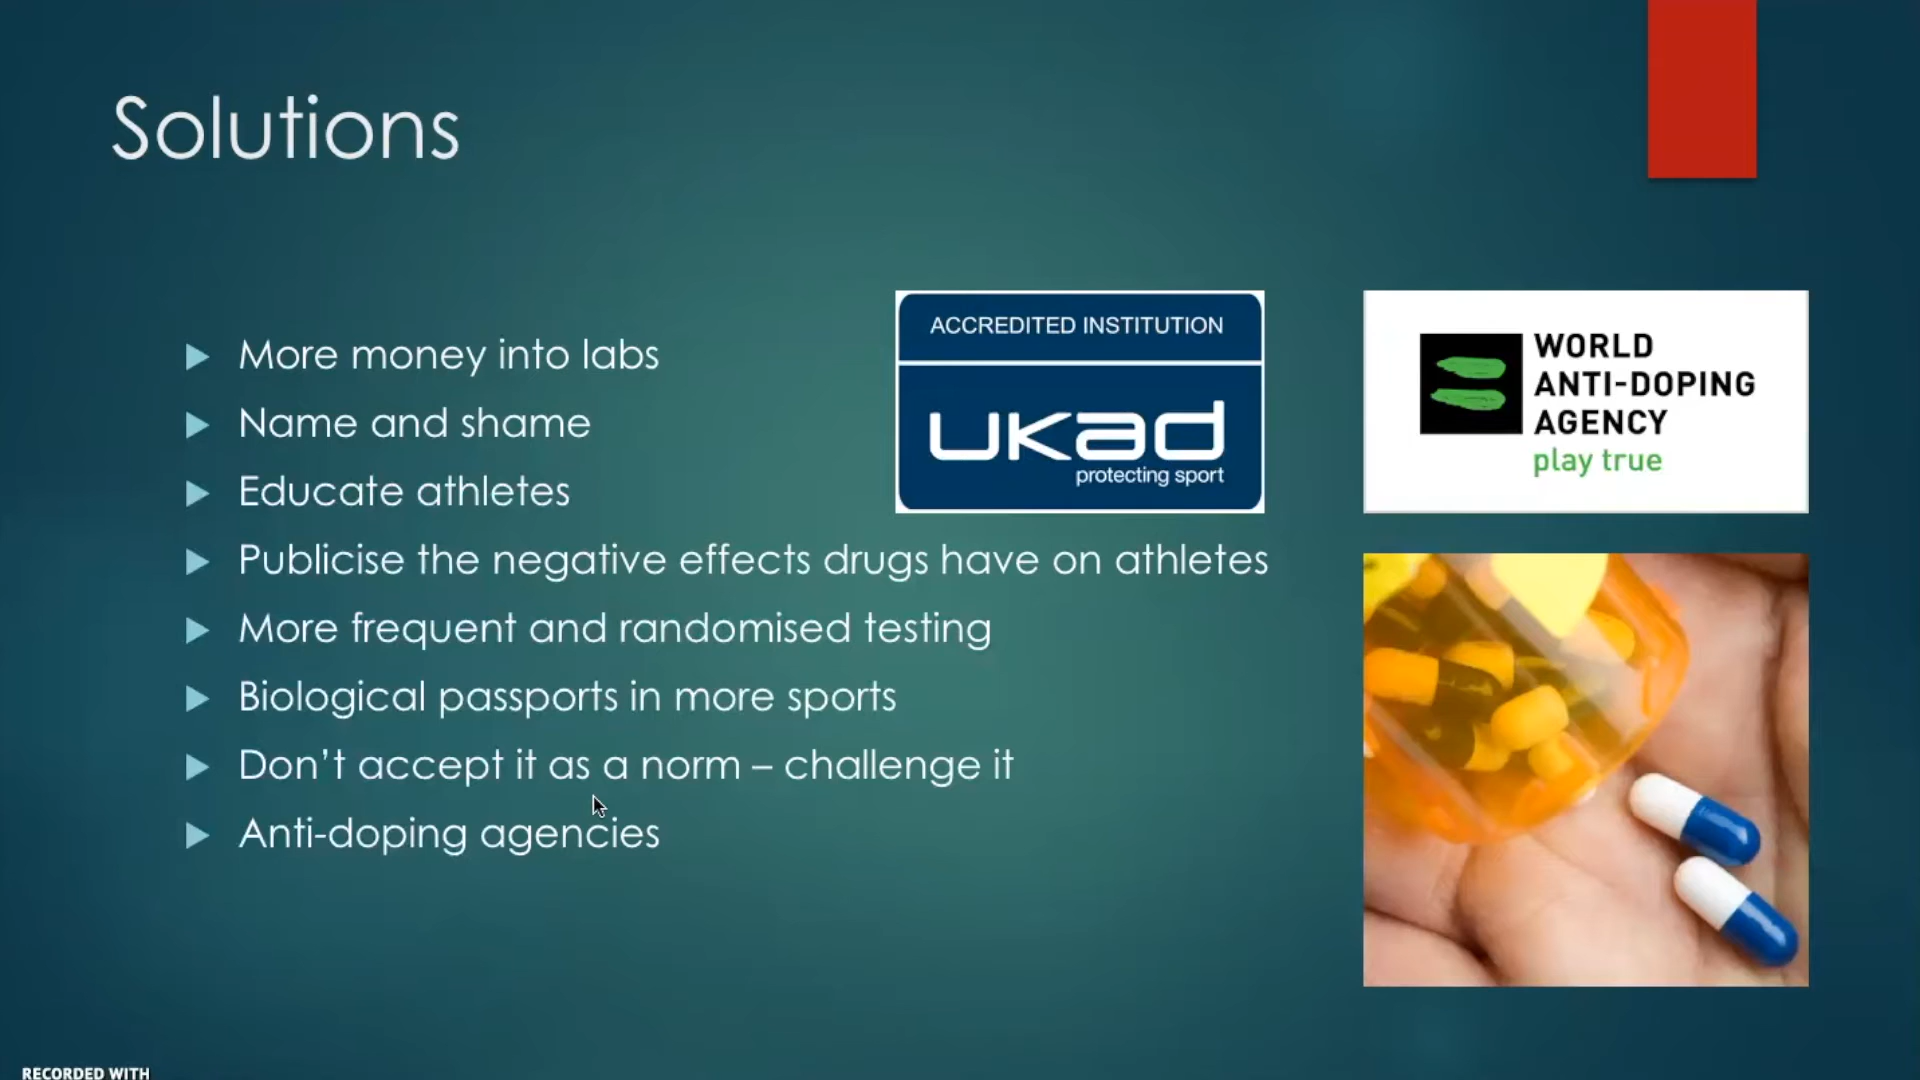 Solutions
More money into labs
Name and shame
Educate athletes
Publicise the negative effects drugs have on athletes
More frequent and randomised testing
Biological passports in more sports
Don’t accept it as a norm – challenge it
Anti-doping agencies
ACCREDITED INSTITUTION
ukad
protecting sport
WORLD
ANTI-DOPING
AGENCY
play true
RECORDED WITH